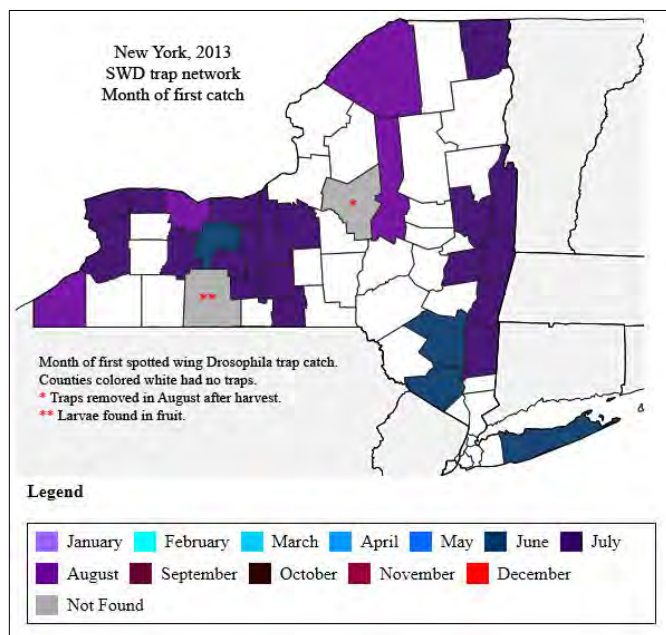 New York, 2013
SWD trap network
Month of first catch
*
**
Month of first spotted wing Drosophila trap catch.
Counties colored white had no traps.
* Traps removed in August after harvest.
** Larvae found in fruit.
Legend
January February March April May June July
August September October November December
Not Found